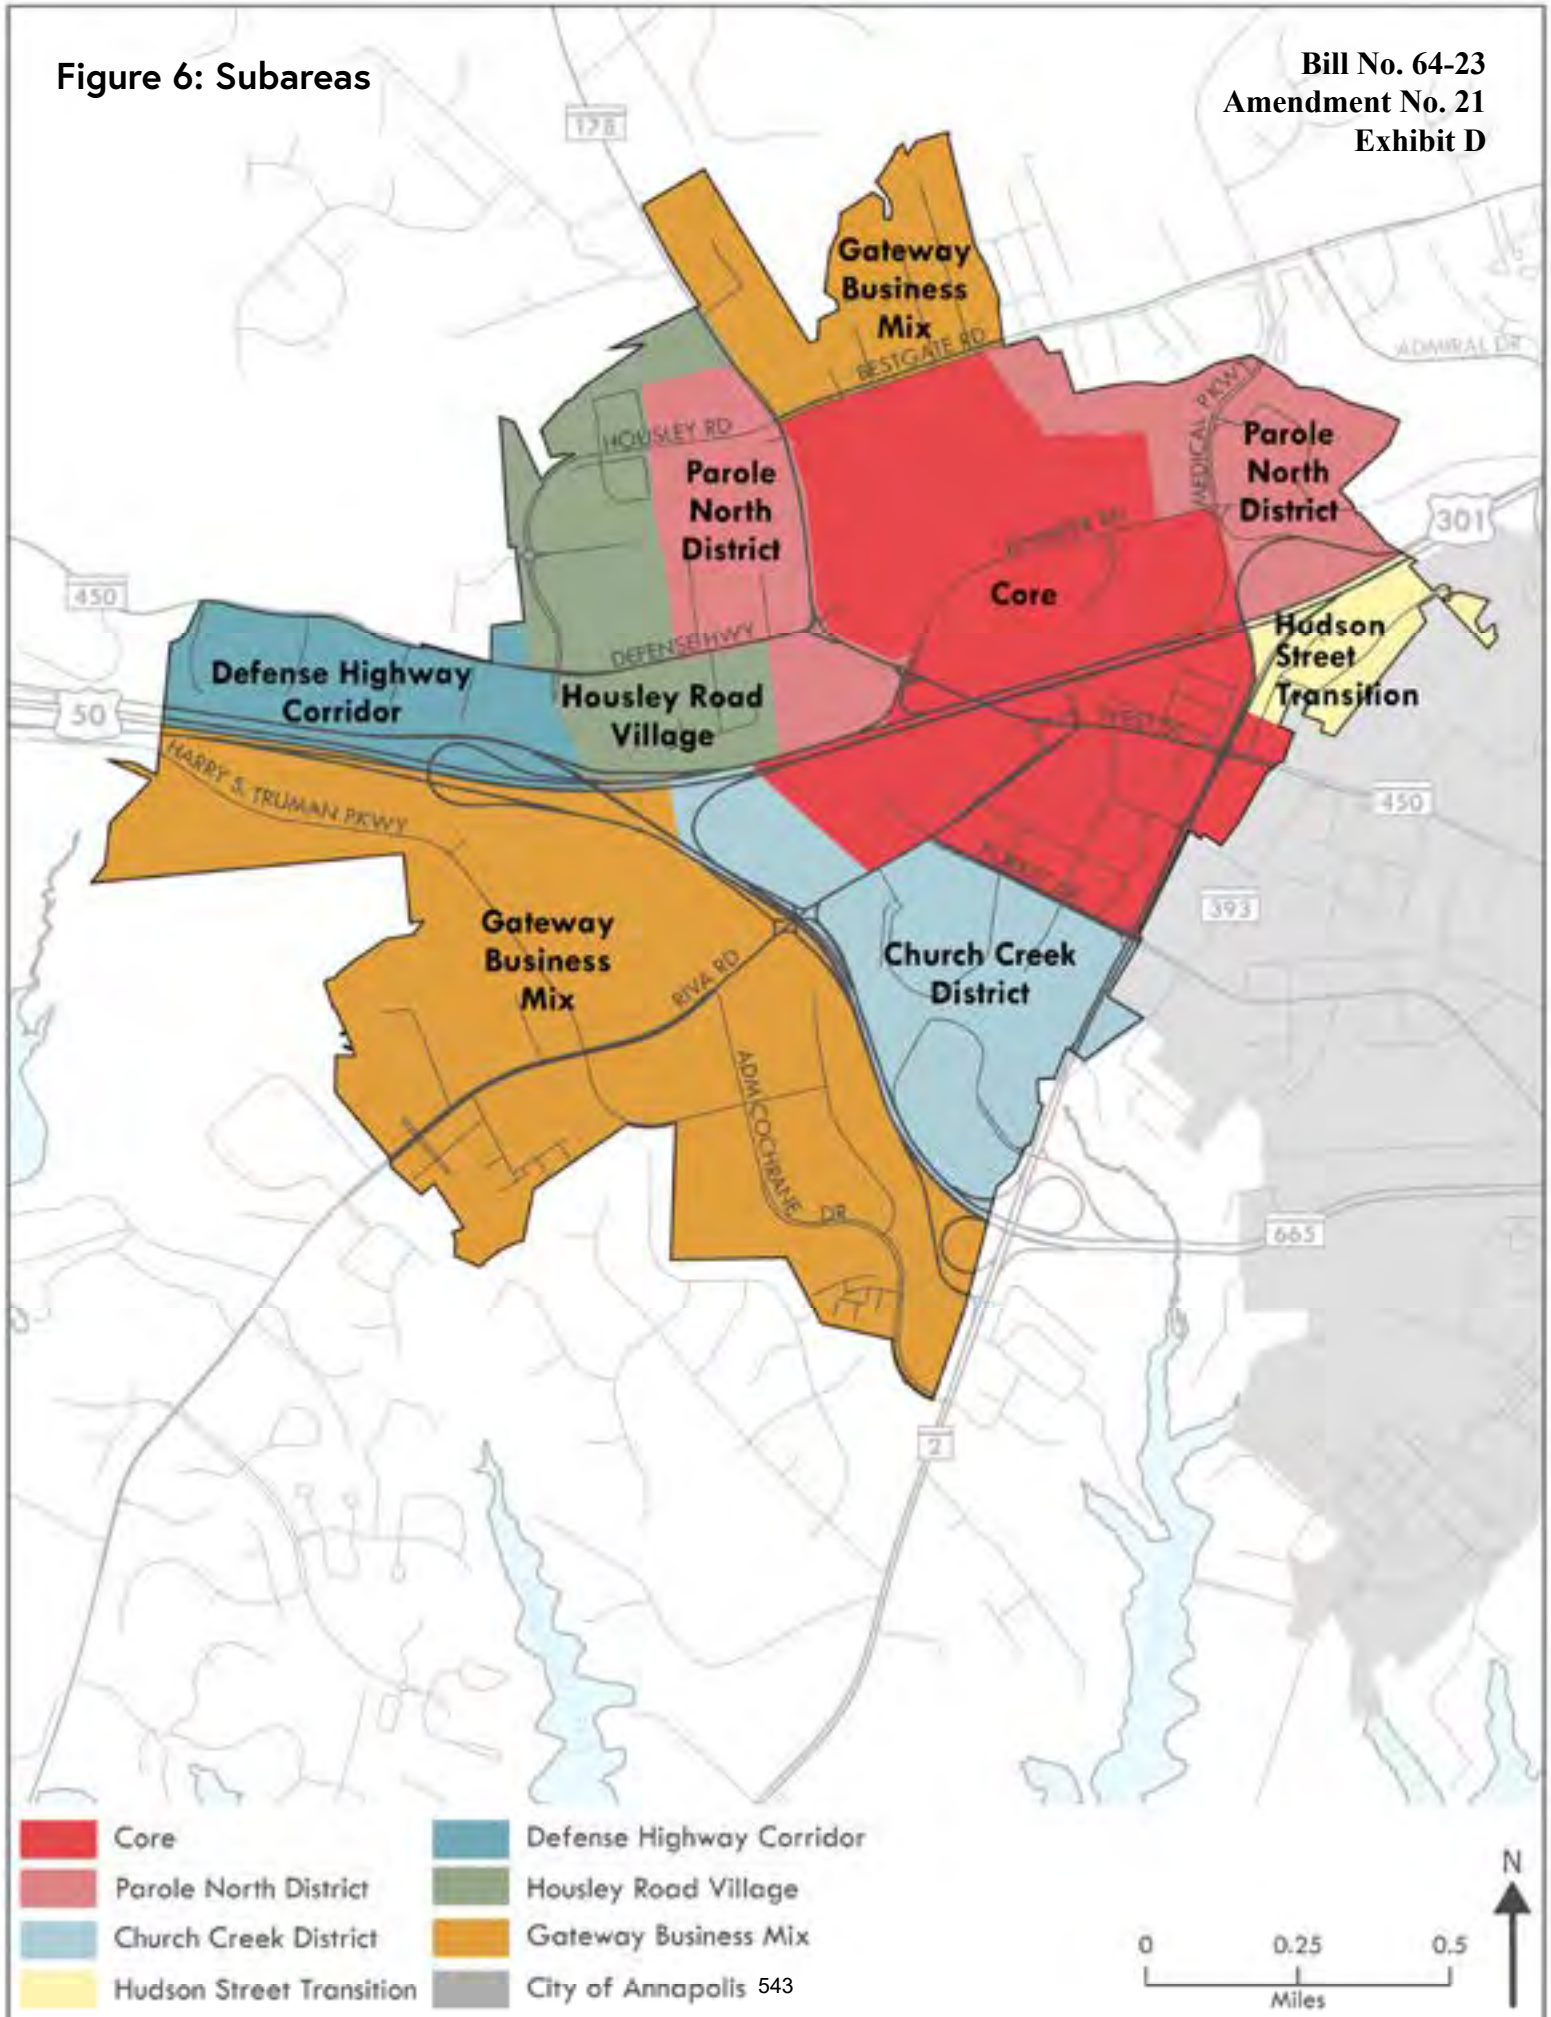 Figure 6: Subareas
Bill No. 64-23
Amendment No. 21
Exhibit D
178
Gateway
Business
Mix
BESTGATE RD
ADMIRAL DR
MEDICAL PKWY
HOUSLEY RD
Parole
North
District
Parole
North
District
301
Core
450
Hudson
Street
Transition
DEFENSE HWY
Defense Highway
Corridor
Housley Road
Village
50
WEST ST
HARRY S. TRUMAN PKWY
450
393
Gateway
Business
Mix
RIVA RD
Church Creek
District
ADM COCHRANE DR
665
2
Core
Parole North District
Church Creek District
Hudson Street Transition
Defense Highway Corridor
Housley Road Village
Gateway Business Mix
City of Annapolis
543
N
0 0.25 0.5
Miles